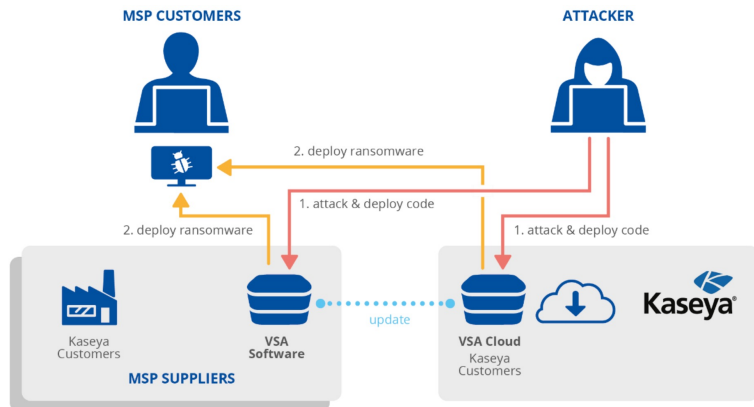 MSP CUSTOMERS
ATTACKER
2. deploy ransomware
1. attack & deploy code
2. deploy ransomware
1. attack & deploy code
Kaseya
Customers
VSA
Software
update
VSA Cloud
Kaseya
Customers
Kaseya®
MSP SUPPLIERS